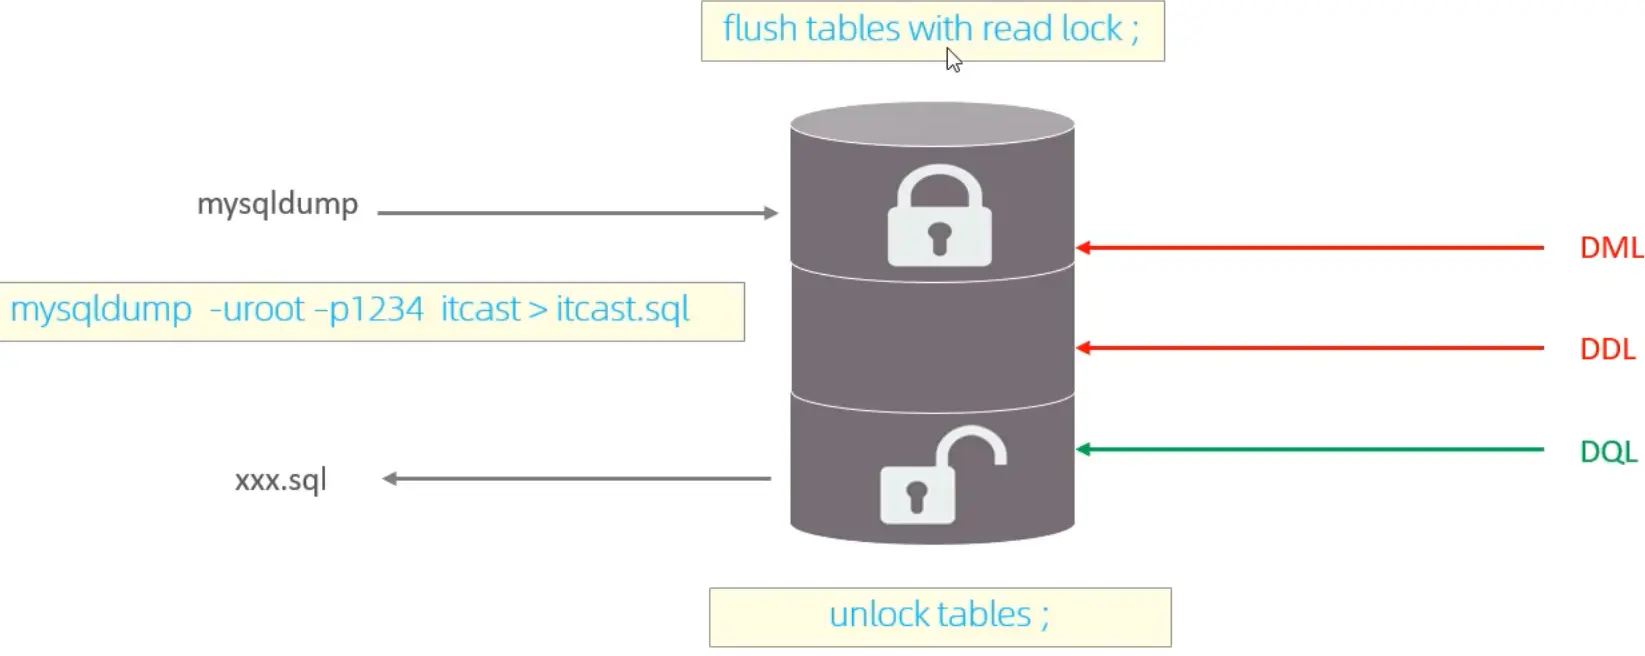 flush tables with read lock ;
mysqldump
DML
mysqldump -uroot –p1234 itcast > itcast.sql
DDL
DQL
xxx.sql
unlock tables ;